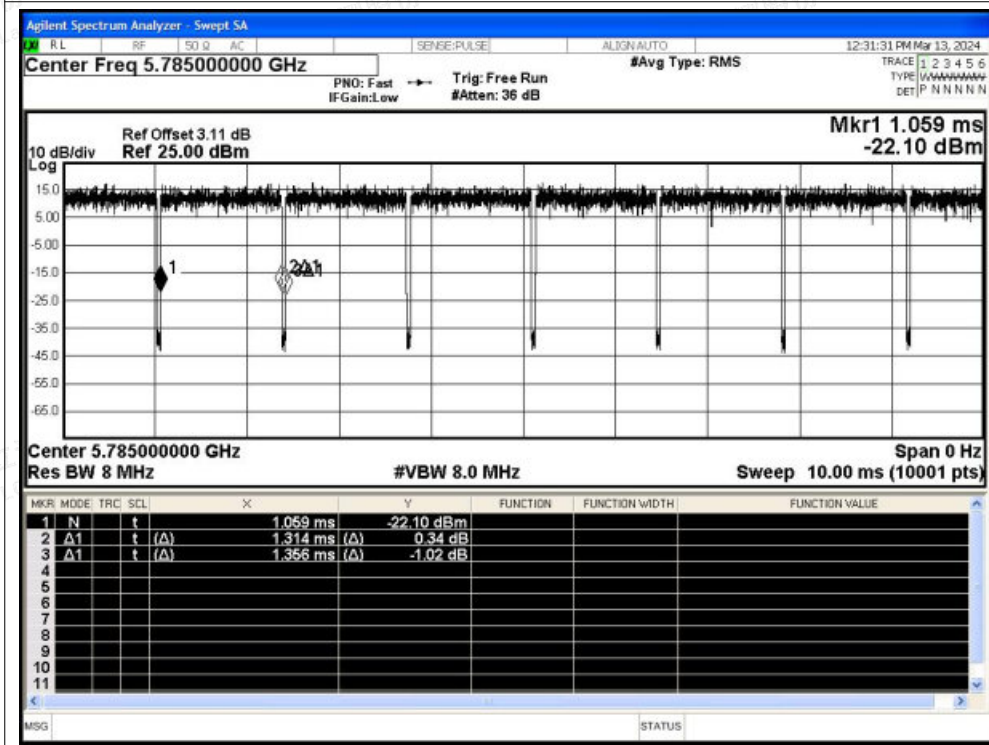 Agilent Spectrum Analyzer - Swept SA
RL RF 50 Ω AC SENSE:PULSE ALIGN AUTO 12:31:31 PM Mar 13, 2024
Center Freq 5.785000000 GHz
#Avg Type: RMS
TRACE 1 2 3 4 5 6
PNO: Fast Trig: Free Run
TYPE
IFGain:Low #Atten: 36 dB
DET P N N N N N
Mkr1 1.059 ms
-22.10 dBm
Ref Offset 3.11 dB
10 dB/div Ref 25.00 dBm
Log
15.0
5.00
-5.00
-15.0
1
-25.0
-35.0
-45.0
-55.0
-65.0
Center 5.785000000 GHz Span 0 Hz
Res BW 8 MHz #VBW 8.0 MHz Sweep 10.00 ms (10001 pts)
MKR MODE TRC SCL X Y FUNCTION FUNCTION WIDTH FUNCTION VALUE
1 N t 1.059 ms -22.10 dBm
2 Δ1 t (Δ) 1.314 ms (Δ) 0.34 dB
3 Δ1 t (Δ) 1.356 ms (Δ) -1.02 dB
4
5
6
7
8
9
10
11
MSG STATUS